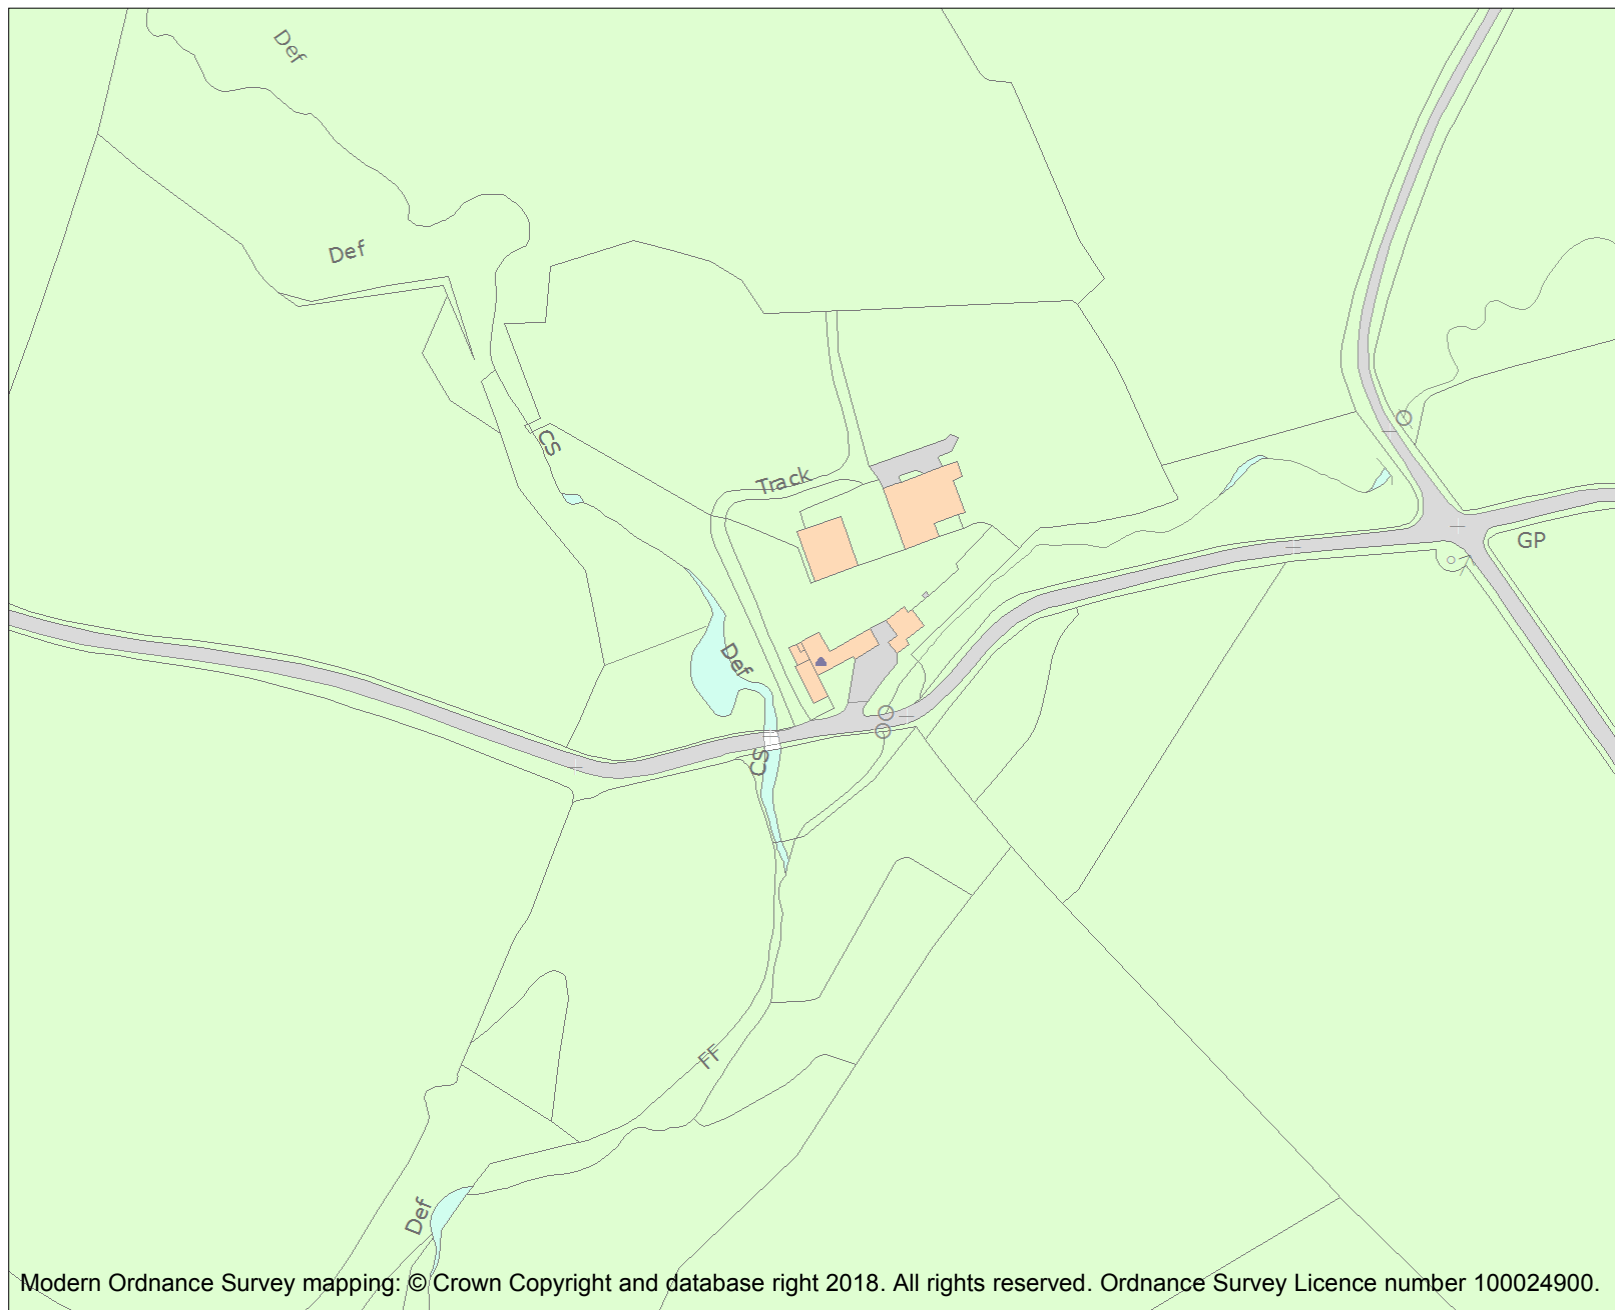 Def
Def
CS
Track
GP
Def
CS
FF
Def
Modern Ordnance Survey mapping: © Crown Copyright and database right 2018. All rights reserved. Ordnance Survey Licence number 100024900.